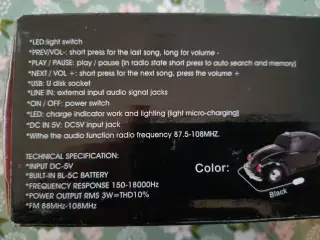 *LED:light switch
*PREV/VOL-: short press for the last song, long for volume -
*PLAY / PAUSE: play / pause (in radio state short press to auto search and memory)
*NEXT / VOL +: short press for the next song, press the volume +
*USB: U disk socket
*LINE IN: external input audio signal jacks
*ON / OFF: power switch
*LED: charge indicator work and lighting (light micro-charging)
*DC IN 5V: DC5V input jack
*Withe the audio function radio frequency 87.5-108MHZ.
TECHNICAL SPECIFICATION:
*INPUT DC-5V
*BUILT-IN BL-5C BATTERY
*FREQUENCY RESPONSE 150-18000Hz
*POWER OUTPUT RMS 3W=THD10%
*FM 88MHz-108MHz
Color:
Black